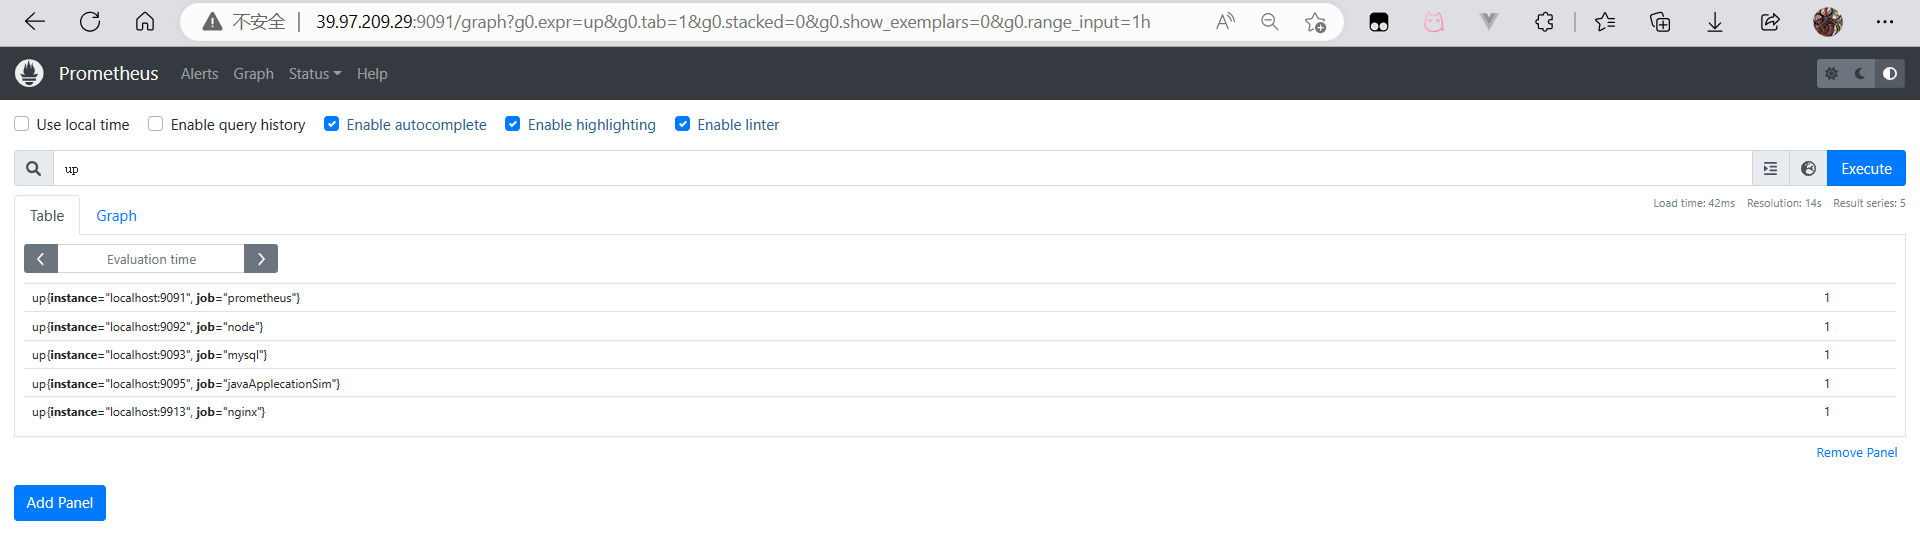 不安全 39.97.209.29:9091/graph?g0.expr=up&g0.tab=1&g0.stacked=0&g0.show_exemplars=0&g0.range_input=1h
Prometheus Alerts Graph Status Help
Use local time Enable query history Enable autocomplete Enable highlighting Enable linter
up Execute
Table Graph Load time: 42ms Resolution: 14s Result series: 5
Evaluation time
up{instance="localhost:9091", job="prometheus"} 1
up{instance="localhost:9092", job="node"} 1
up{instance="localhost:9093", job="mysql"} 1
up{instance="localhost:9095", job="javaApplecationSim"} 1
up{instance="localhost:9913", job="nginx"} 1
Remove Panel
Add Panel